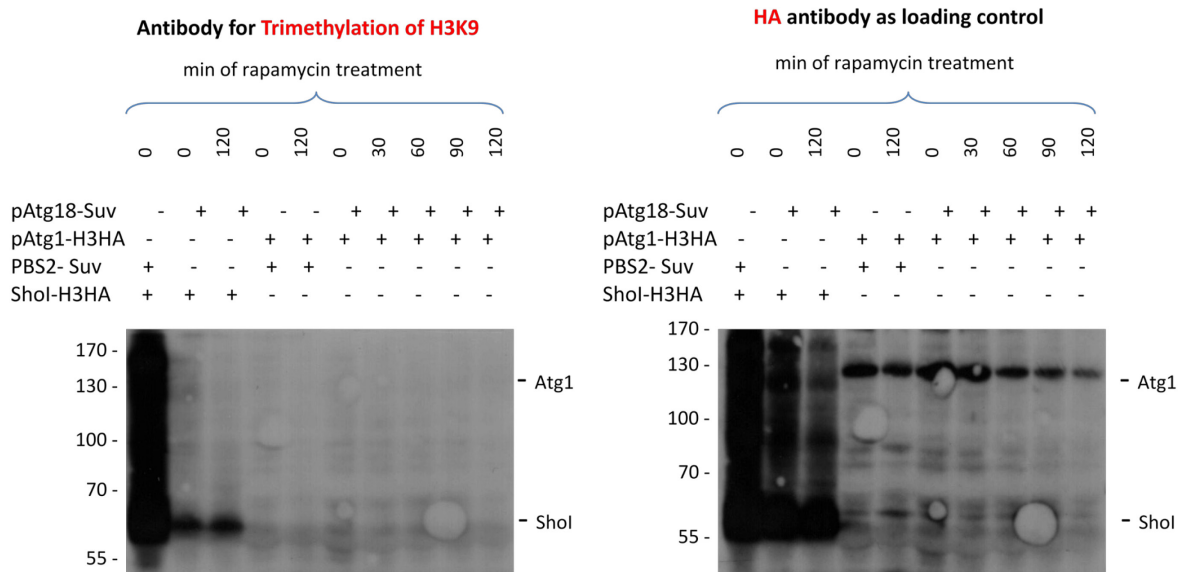 Antibody for Trimethylation of H3K9
min of rapamycin treatment
0 0 120 0 120 0 30 60 90 120
pAtg18-Suv - + + - - + + + + +
pAtg1-H3HA - - - + + + + + + +
PBS2- Suv + - - + + - - - - -
ShoI-H3HA + + + - - - - - - -
170 -
130 -
100 -
70 -
55 -
- Atg1
- ShoI
HA antibody as loading control
min of rapamycin treatment
0 0 120 0 120 0 30 60 90 120
pAtg18-Suv - + + - - + + + + +
pAtg1-H3HA - - - + + + + + + +
PBS2- Suv + - - + + - - - - -
ShoI-H3HA + + + - - - - - - -
170 -
130 -
100 -
70 -
55 -
- Atg1
- ShoI